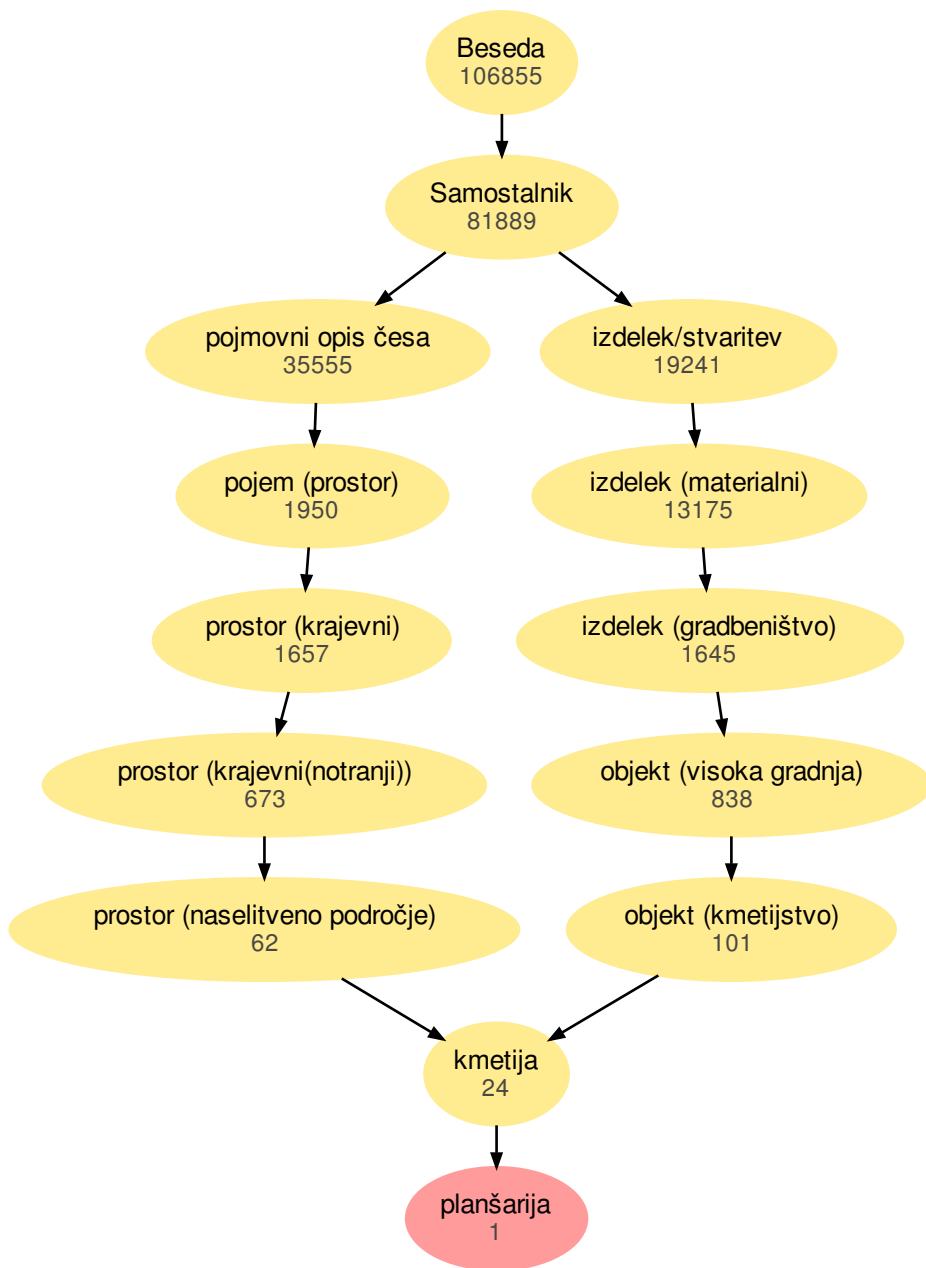 Beseda
106855
Samostalnik
81889
pojmovni opis česa
35555
izdelek/stvaritev
19241
pojem (prostor)
1950
izdelek (materialni)
13175
prostor (krajevni)
1657
izdelek (gradbeništvo)
1645
prostor (krajevni(notranji))
673
objekt (visoka gradnja)
838
prostor (naselitveno področje)
62
objekt (kmetijstvo)
101
kmetija
24
planšarija
1